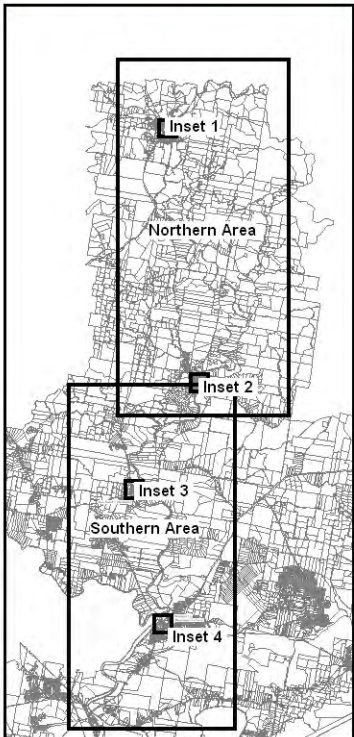 Inset 1
Northern Area
Inset 2
Inset 3
Southern Area
Inset 4